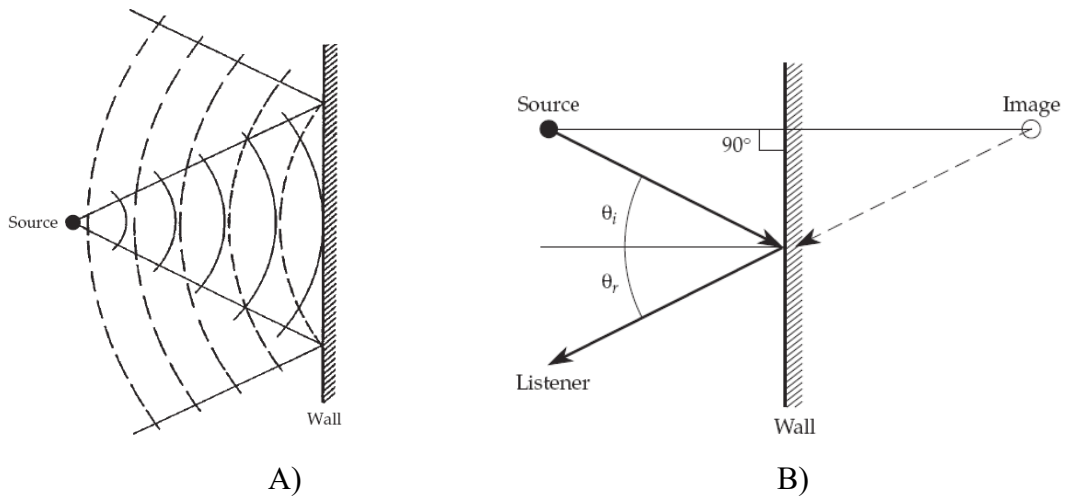 Source
Wall
A)
Source
Image
90°
θi
θr
Listener
Wall
B)